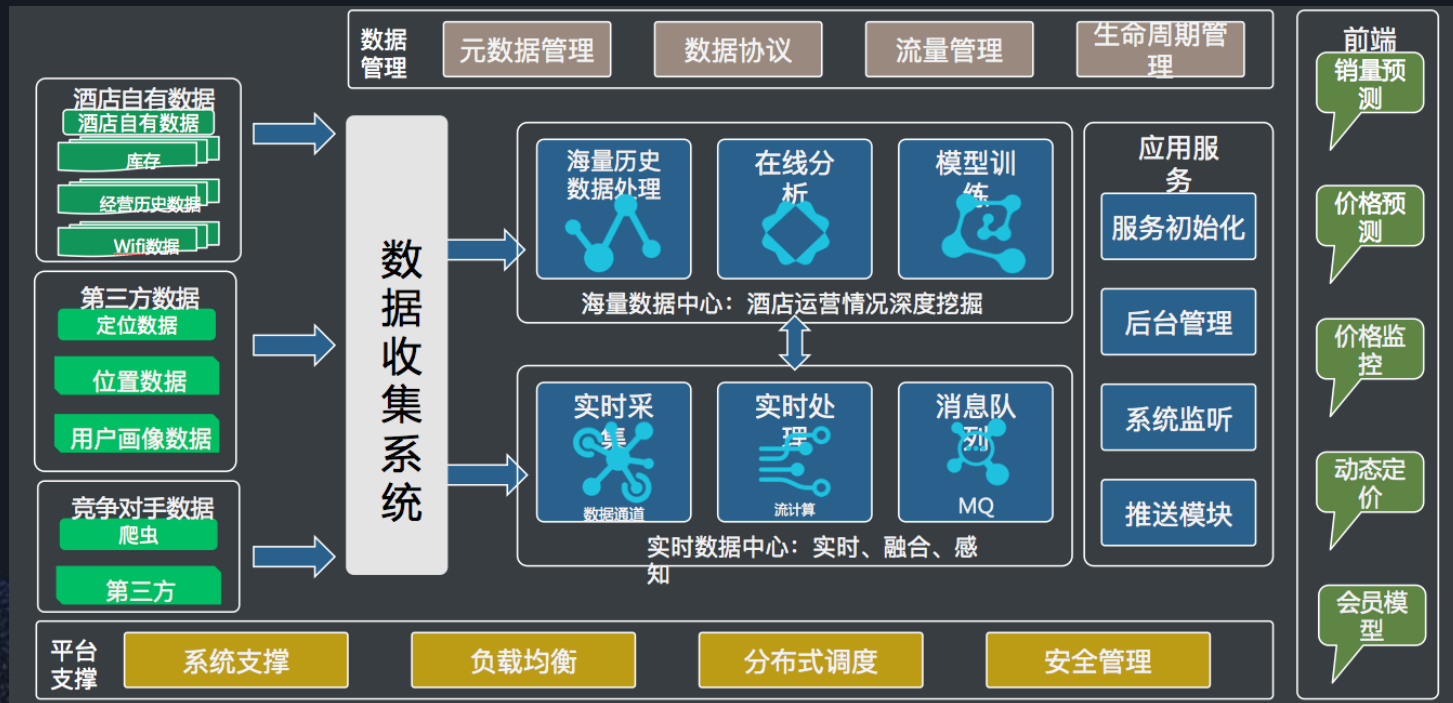 数据
管理
元数据管理
数据协议
流量管理
生命周期管
理
酒店自有数据
酒店自有数据
库存
经营历史数据
Wifi数据
第三方数据
定位数据
位置数据
用户画像数据
竞争对手数据
爬虫
第三方
数
据
收
集
系
统
海量历史
数据处理
在线分
析
模型训
练
海量数据中心：酒店运营情况深度挖掘
实时采
集
数据通道
实时处
理
流计算
消息队
列
MQ
实时数据中心：实时、融合、感
知
应用服
务
服务初始化
后台管理
系统监听
推送模块
前端
销量预
测
价格预
测
价格监
控
动态定
价
会员模
型
平台
支撑
系统支撑
负载均衡
分布式调度
安全管理